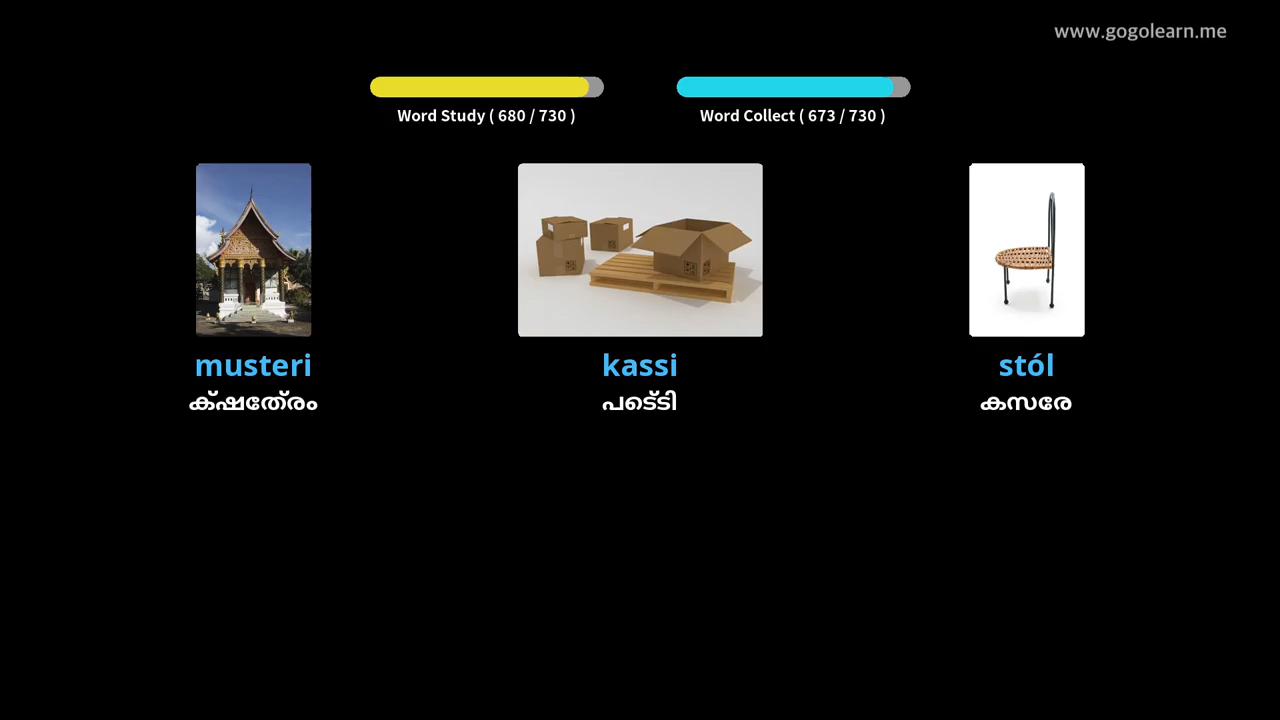 www.gogolearn.me
Word Study ( 680 / 730 )
Word Collect ( 673 / 730 )
musteri
kassi
stól
ക്ഷേത്രം
പെട്ടി
കസേര